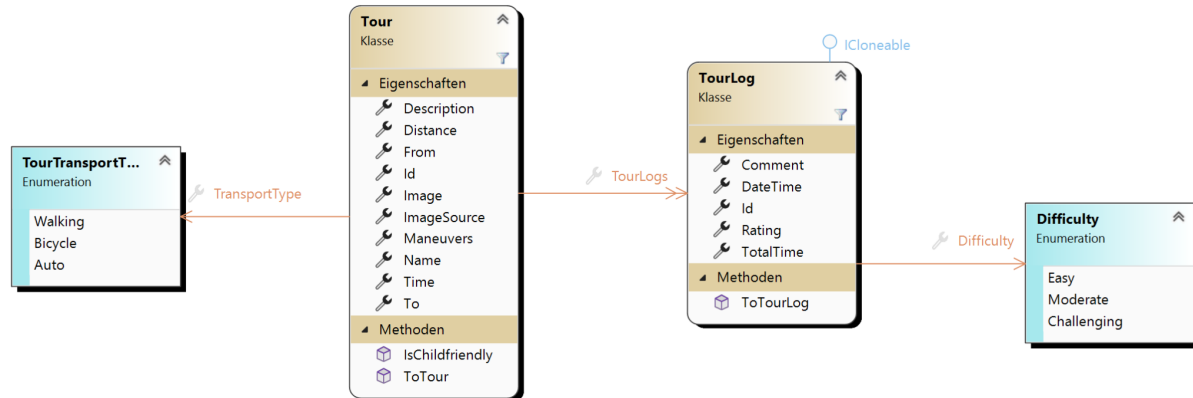 TourTransportT...
Enumeration
Walking
Bicycle
Auto
TransportType
Tour
Klasse
Eigenschaften
Description
Distance
From
Id
Image
ImageSource
Maneuvers
Name
Time
To
Methoden
IsChildfriendly
ToTour
TourLogs
ICloneable
TourLog
Klasse
Eigenschaften
Comment
DateTime
Id
Rating
TotalTime
Methoden
ToTourLog
Difficulty
Difficulty
Enumeration
Easy
Moderate
Challenging